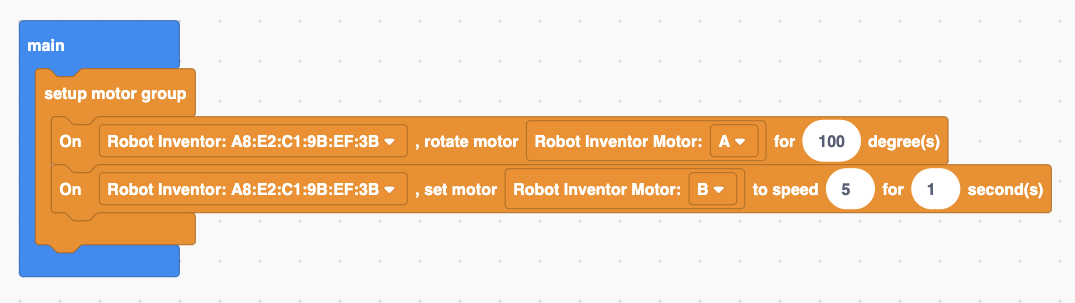 main
setup motor group
On Robot Inventor: A8:E2:C1:9B:EF:3B , rotate motor Robot Inventor Motor: A for 100 degree(s)
On Robot Inventor: A8:E2:C1:9B:EF:3B , set motor Robot Inventor Motor: B to speed 5 for 1 second(s)